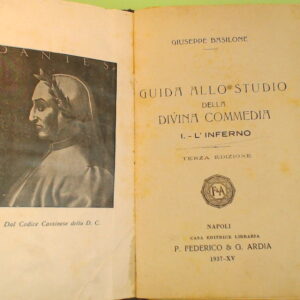 DANTES
Dal Codice Cassinese della D. C.
GIUSEPPE BASILONE
GUIDA ALLO STUDIO
DELLA
DIVINA COMMEDIA
I. - L' INFERNO
TERZA EDIZIONE
NAPOLI
CASA EDITRICE LIBRARIA
P. FEDERICO & G. ARDIA
1937-XV